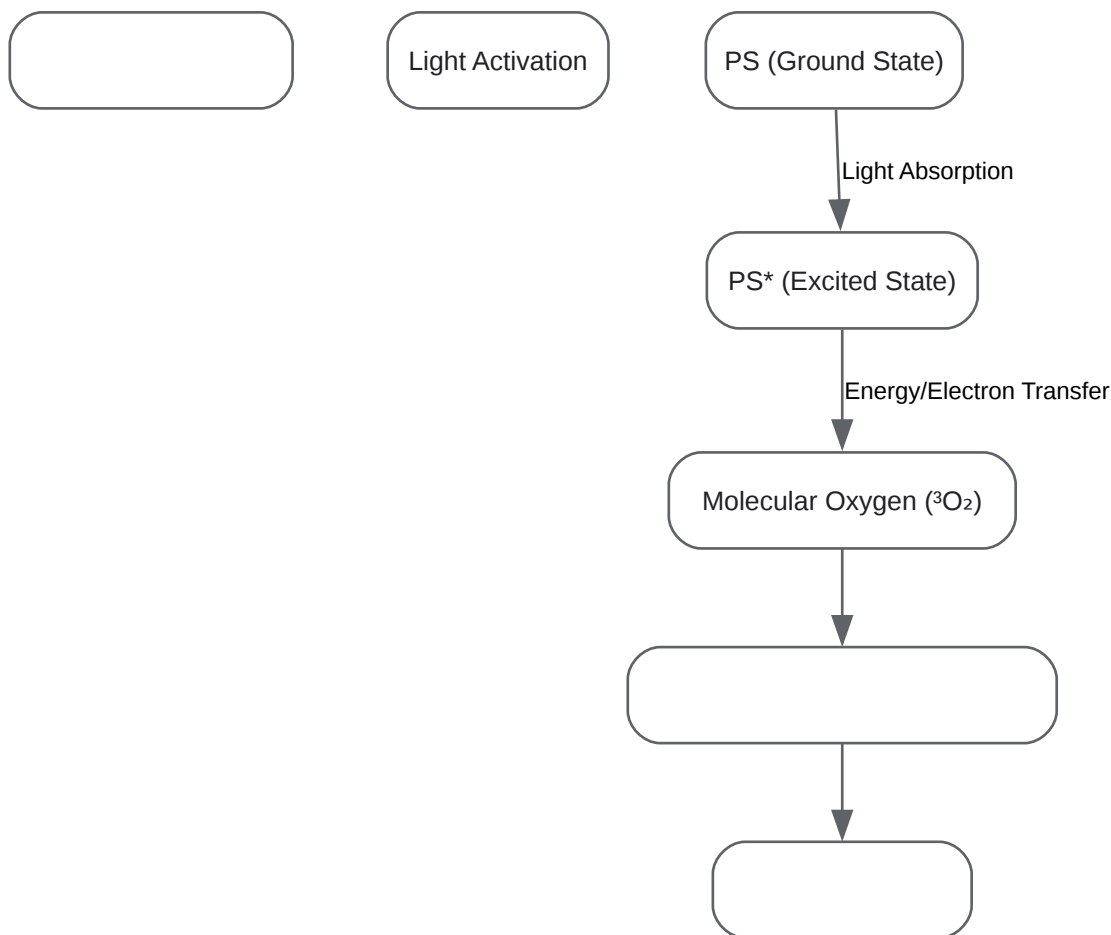 Light Activation
PS (Ground State)
Light Absorption
PS* (Excited State)
Energy/Electron Transfer
Molecular Oxygen (³O₂)